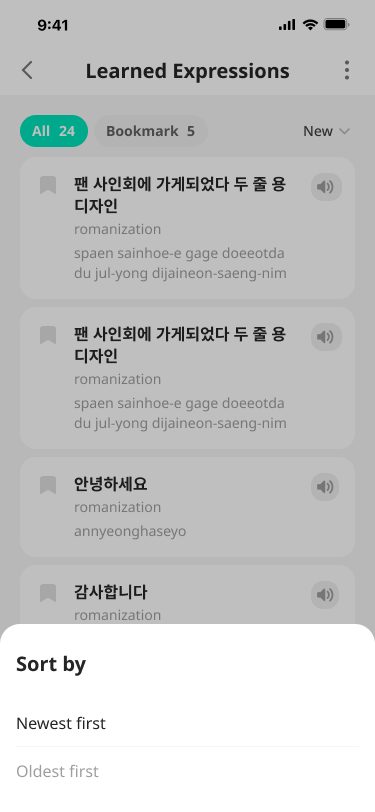 9:41
Learned Expressions
All 24
Bookmark 5
New
팬 사인회에 가게되었다 두 줄 용
디자인
romanization
spaen sainhoe-e gage doeeotda
du jul-yong dijaineon-saeng-nim
팬 사인회에 가게되었다 두 줄 용
디자인
romanization
spaen sainhoe-e gage doeeotda
du jul-yong dijaineon-saeng-nim
안녕하세요
romanization
annyeonghaseyo
감사합니다
romanization
Sort by
Newest first
Oldest first